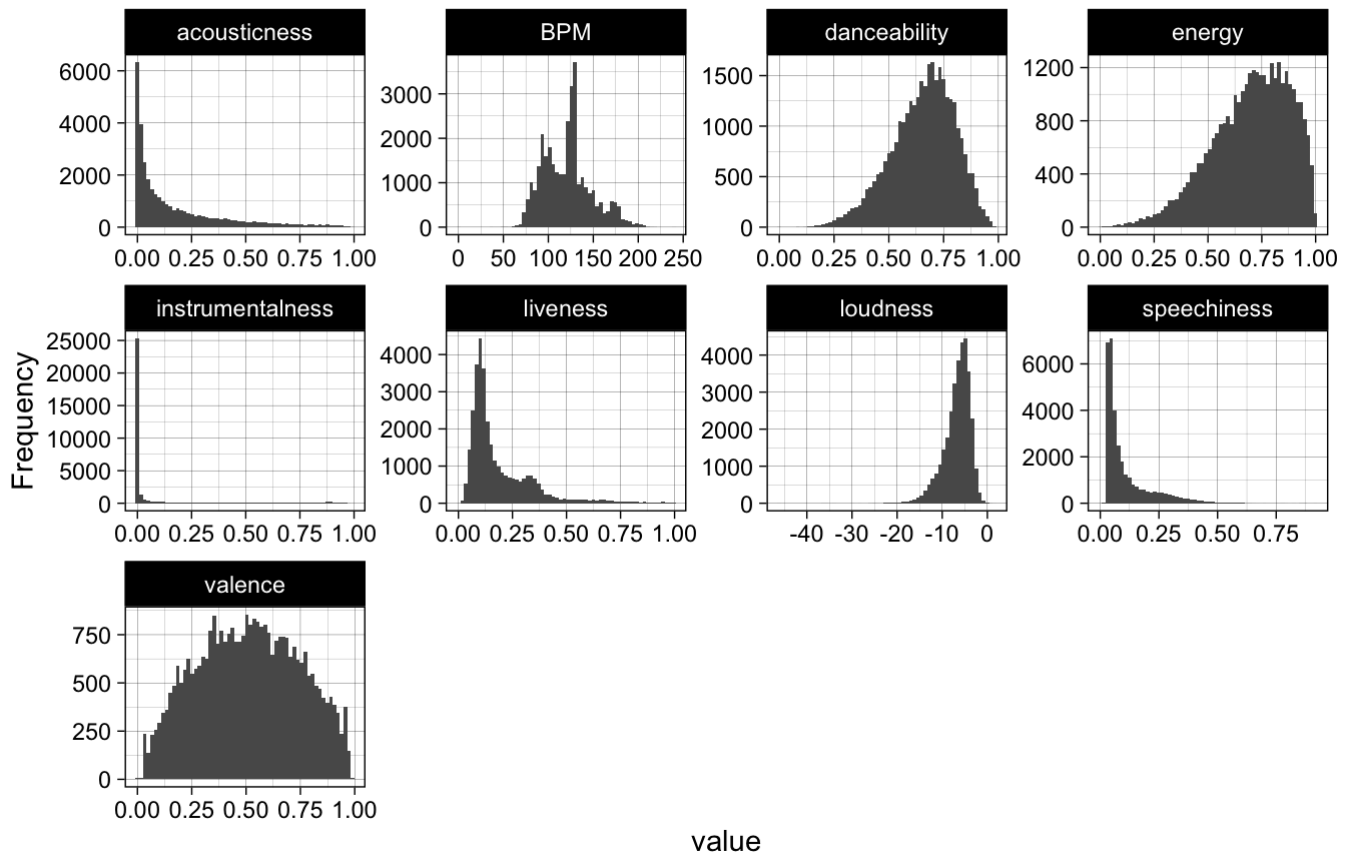 acousticness BPM danceability energy
6000
4000
2000
0
0.00 0.25 0.50 0.75 1.00
3000
2000
1000
0
0 50 100 150 200 250
1500
1000
500
0
0.00 0.25 0.50 0.75 1.00
1200
800
400
0
0.00 0.25 0.50 0.75 1.00
instrumentalness liveness loudness speechiness
25000
20000
15000
10000
5000
0
0.00 0.25 0.50 0.75 1.00
4000
3000
2000
1000
0
0.00 0.25 0.50 0.75 1.00
4000
3000
2000
1000
0
-40 -30 -20 -10 0
6000
4000
2000
0
0.00 0.25 0.50 0.75
valence
750
500
250
0
0.00 0.25 0.50 0.75 1.00
Frequency
value